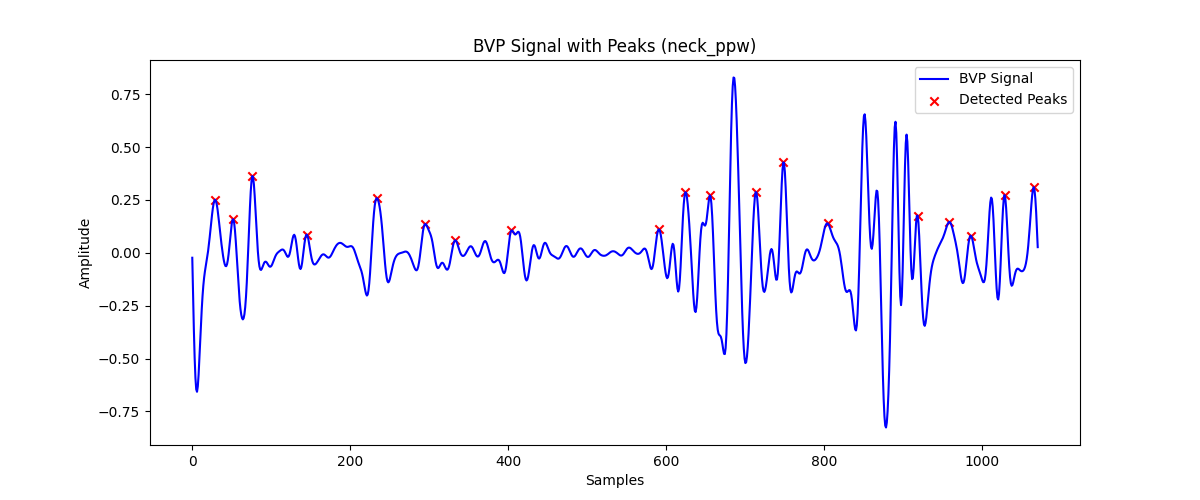 BVP Signal with Peaks (neck_ppw)
BVP Signal
Detected Peaks
Amplitude
0.75
0.50
0.25
0.00
−0.25
−0.50
−0.75
0 200 400 600 800 1000
Samples